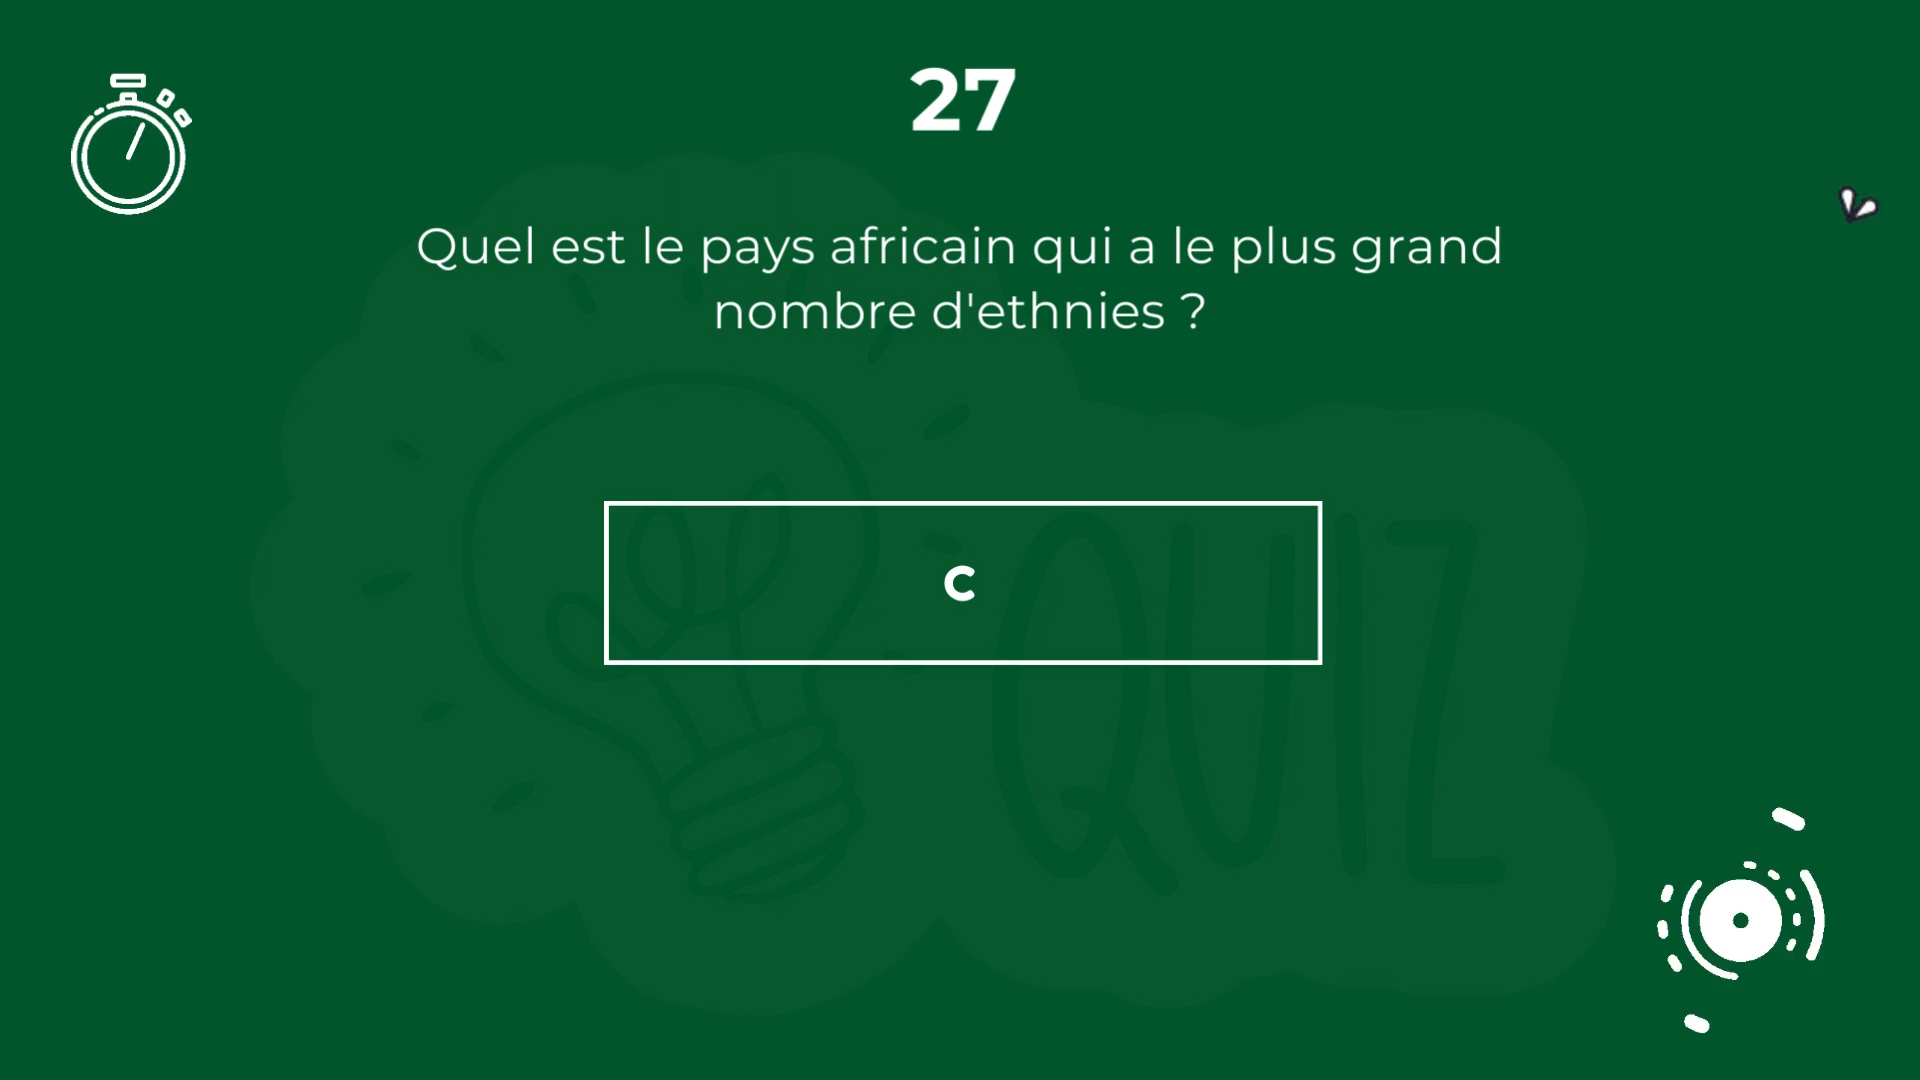 27
Quel est le pays africain qui a le plus grand
nombre d'ethnies ?
C
QUIZ